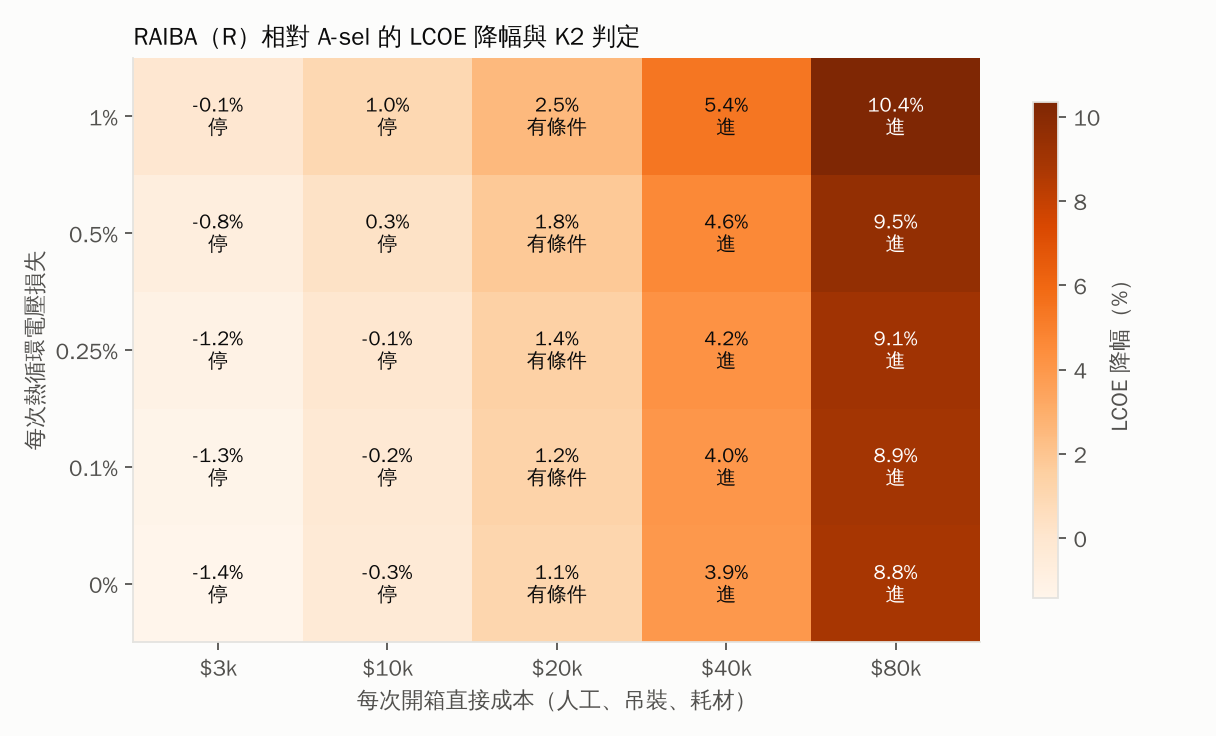 RAIBA（R）相對 A-sel 的 LCOE 降幅與 K2 判定
每次熱循環電壓損失
1%
-0.1%
停
1.0%
停
2.5%
有條件
5.4%
進
10.4%
進
0.5%
-0.8%
停
0.3%
停
1.8%
有條件
4.6%
進
9.5%
進
0.25%
-1.2%
停
-0.1%
停
1.4%
有條件
4.2%
進
9.1%
進
0.1%
-1.3%
停
-0.2%
停
1.2%
有條件
4.0%
進
8.9%
進
0%
-1.4%
停
-0.3%
停
1.1%
有條件
3.9%
進
8.8%
進
$3k
$10k
$20k
$40k
$80k
每次開箱直接成本（人工、吊裝、耗材）
10
8
6
4
2
0
LCOE 降幅（%）